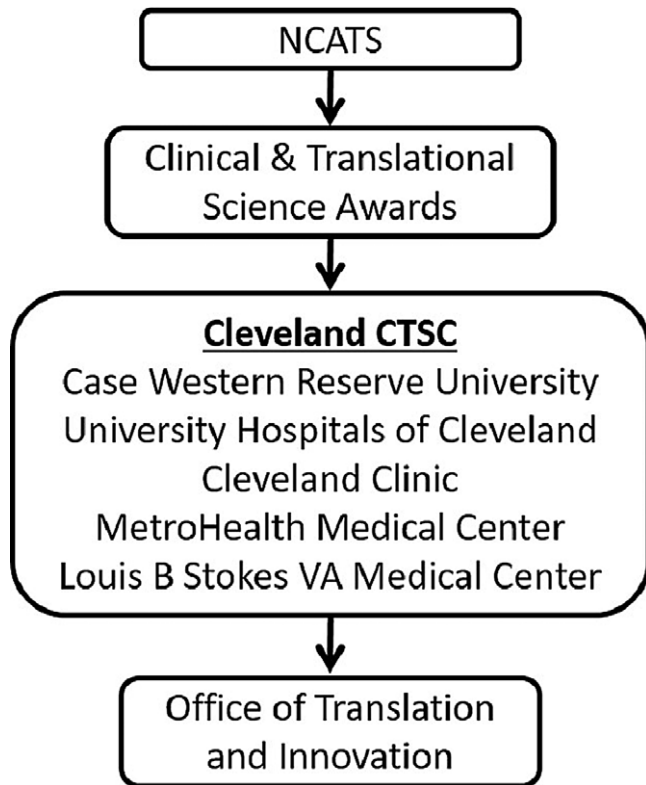 NCATS
Clinical & Translational
Science Awards
Cleveland CTSC
Case Western Reserve University
University Hospitals of Cleveland
Cleveland Clinic
MetroHealth Medical Center
Louis B Stokes VA Medical Center
Office of Translation
and Innovation